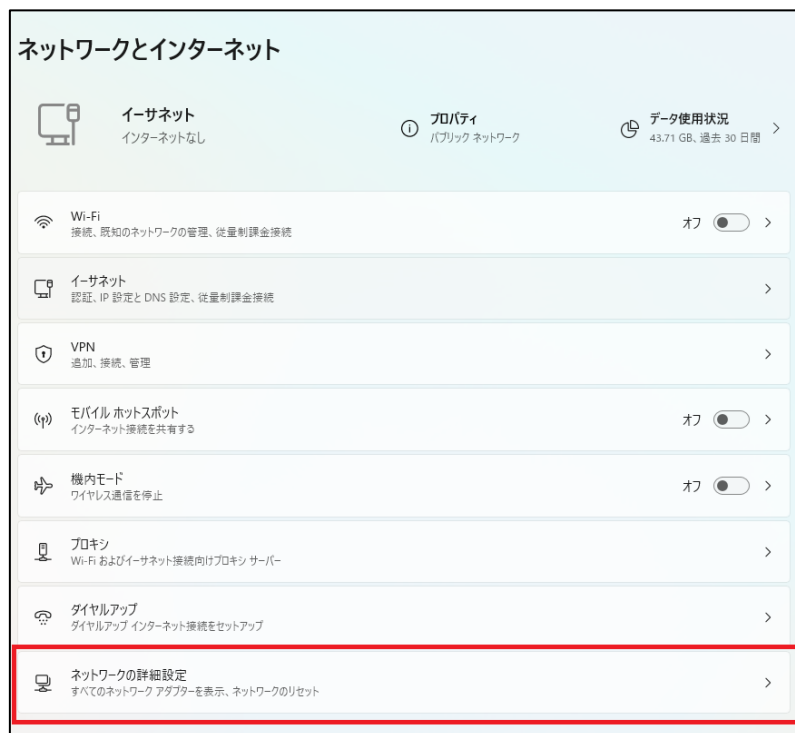 ネットワークとインターネット
イーサネット
インターネットなし
プロパティ
パブリック ネットワーク
データ使用状況
43.71 GB、過去 30 日間
Wi-Fi
接続、既知のネットワークの管理、従量制課金接続
オフ
イーサネット
認証、IP 設定と DNS 設定、従量制課金接続
VPN
追加、接続、管理
モバイル ホットスポット
インターネット接続を共有する
オフ
機内モード
ワイヤレス通信を停止
オフ
プロキシ
Wi-Fi およびイーサネット接続向けプロキシ サーバー
ダイヤルアップ
ダイヤルアップ インターネット接続をセットアップ
ネットワークの詳細設定
すべてのネットワーク アダプターを表示、ネットワークのリセット